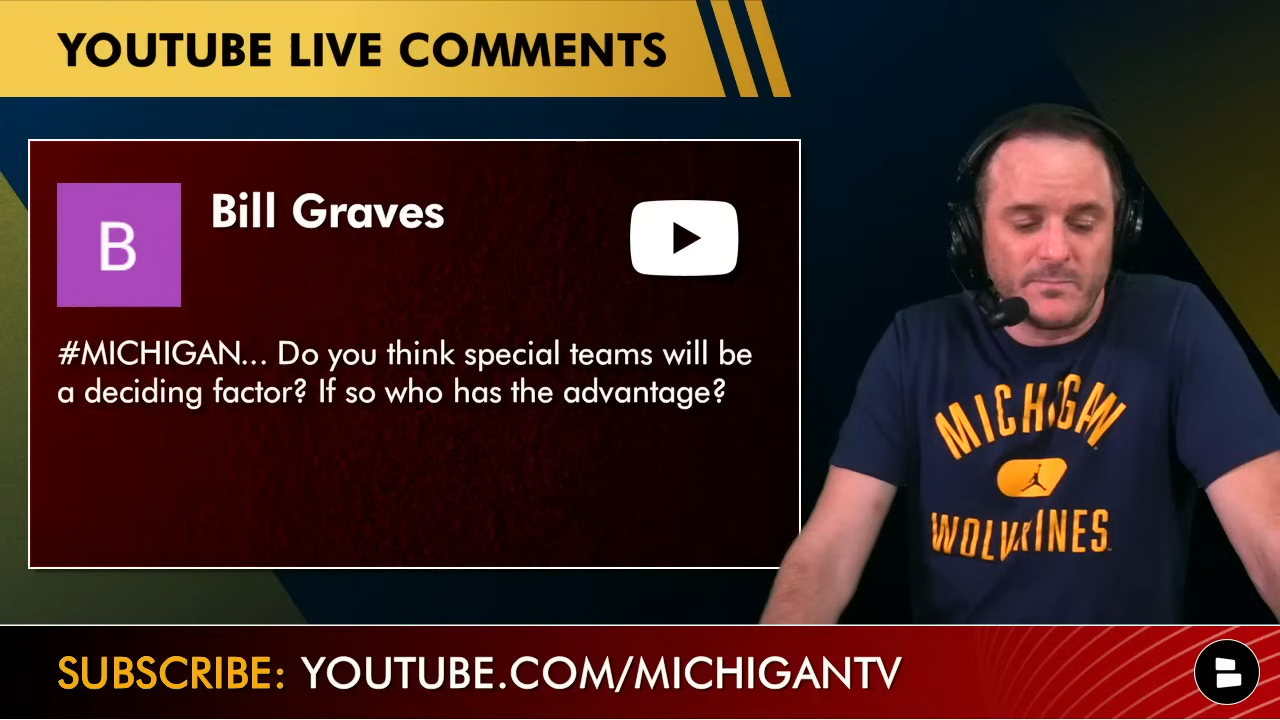 YOUTUBE LIVE COMMENTS
B
Bill Graves
#MICHIGAN... Do you think special teams will be
a deciding factor? If so who has the advantage?
MICHIGAN
WOLVERINES
SUBSCRIBE: YOUTUBE.COM/MICHIGANTV